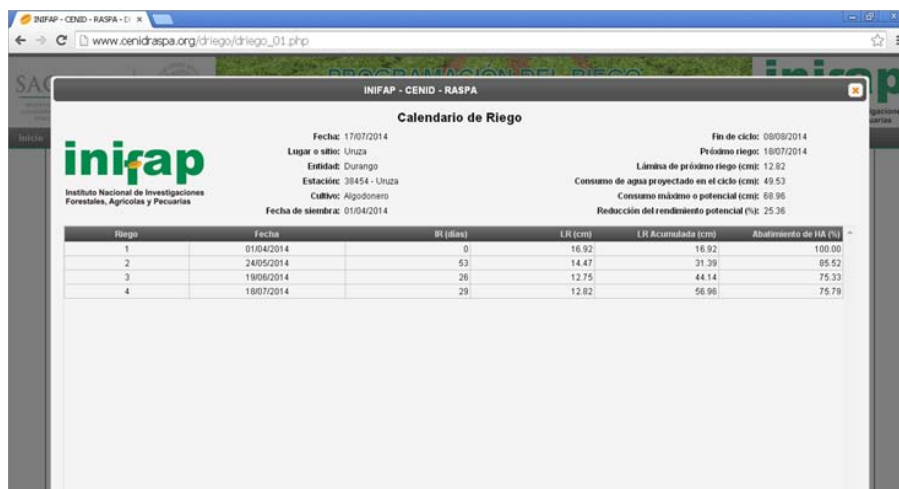 INIFAP - CENID - RASPA - D
www.cenidraspa.org/driego/driego_01.php
PROGRAMACIÓN DEL RIEGO
INIFAP - CENID - RASPA
Inicio
Calendario de Riego
inifap
Instituto Nacional de Investigaciones
Forestales, Agrícolas y Pecuarias
Fecha: 17/07/2014
Lugar o sitio: Uruza
Entidad: Durango
Estación: 38454 - Uruza
Cultivo: Algodonero
Fecha de siembra: 01/04/2014
Fin de ciclo: 08/08/2014
Próximo riego: 18/07/2014
Lámina de próximo riego (cm): 12.82
Consumo de agua proyectado en el ciclo (cm): 49.53
Consumo máximo o potencial (cm): 68.96
Reducción del rendimiento potencial (%): 25.36
Riego Fecha IR (días) LR (cm) LR Acumulada (cm) Abatimiento de HA (%)
1 01/04/2014 0 16.92 16.92 100.00
2 24/05/2014 53 14.47 31.39 85.52
3 19/06/2014 26 12.75 44.14 75.33
4 18/07/2014 29 12.82 56.96 75.79